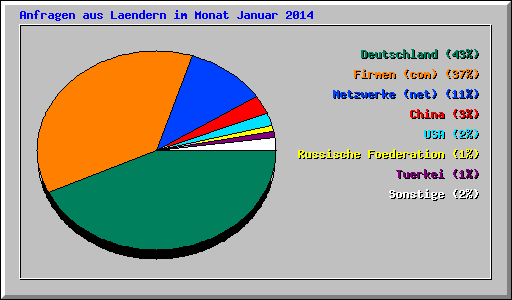 Anfragen aus Laendern im Monat Januar 2014
Deutschland (43%)
Firmen (com) (37%)
Netzwerke (net) (11%)
China (3%)
USA (2%)
Russische Foederation (1%)
Tuerkei (1%)
Sonstige (2%)